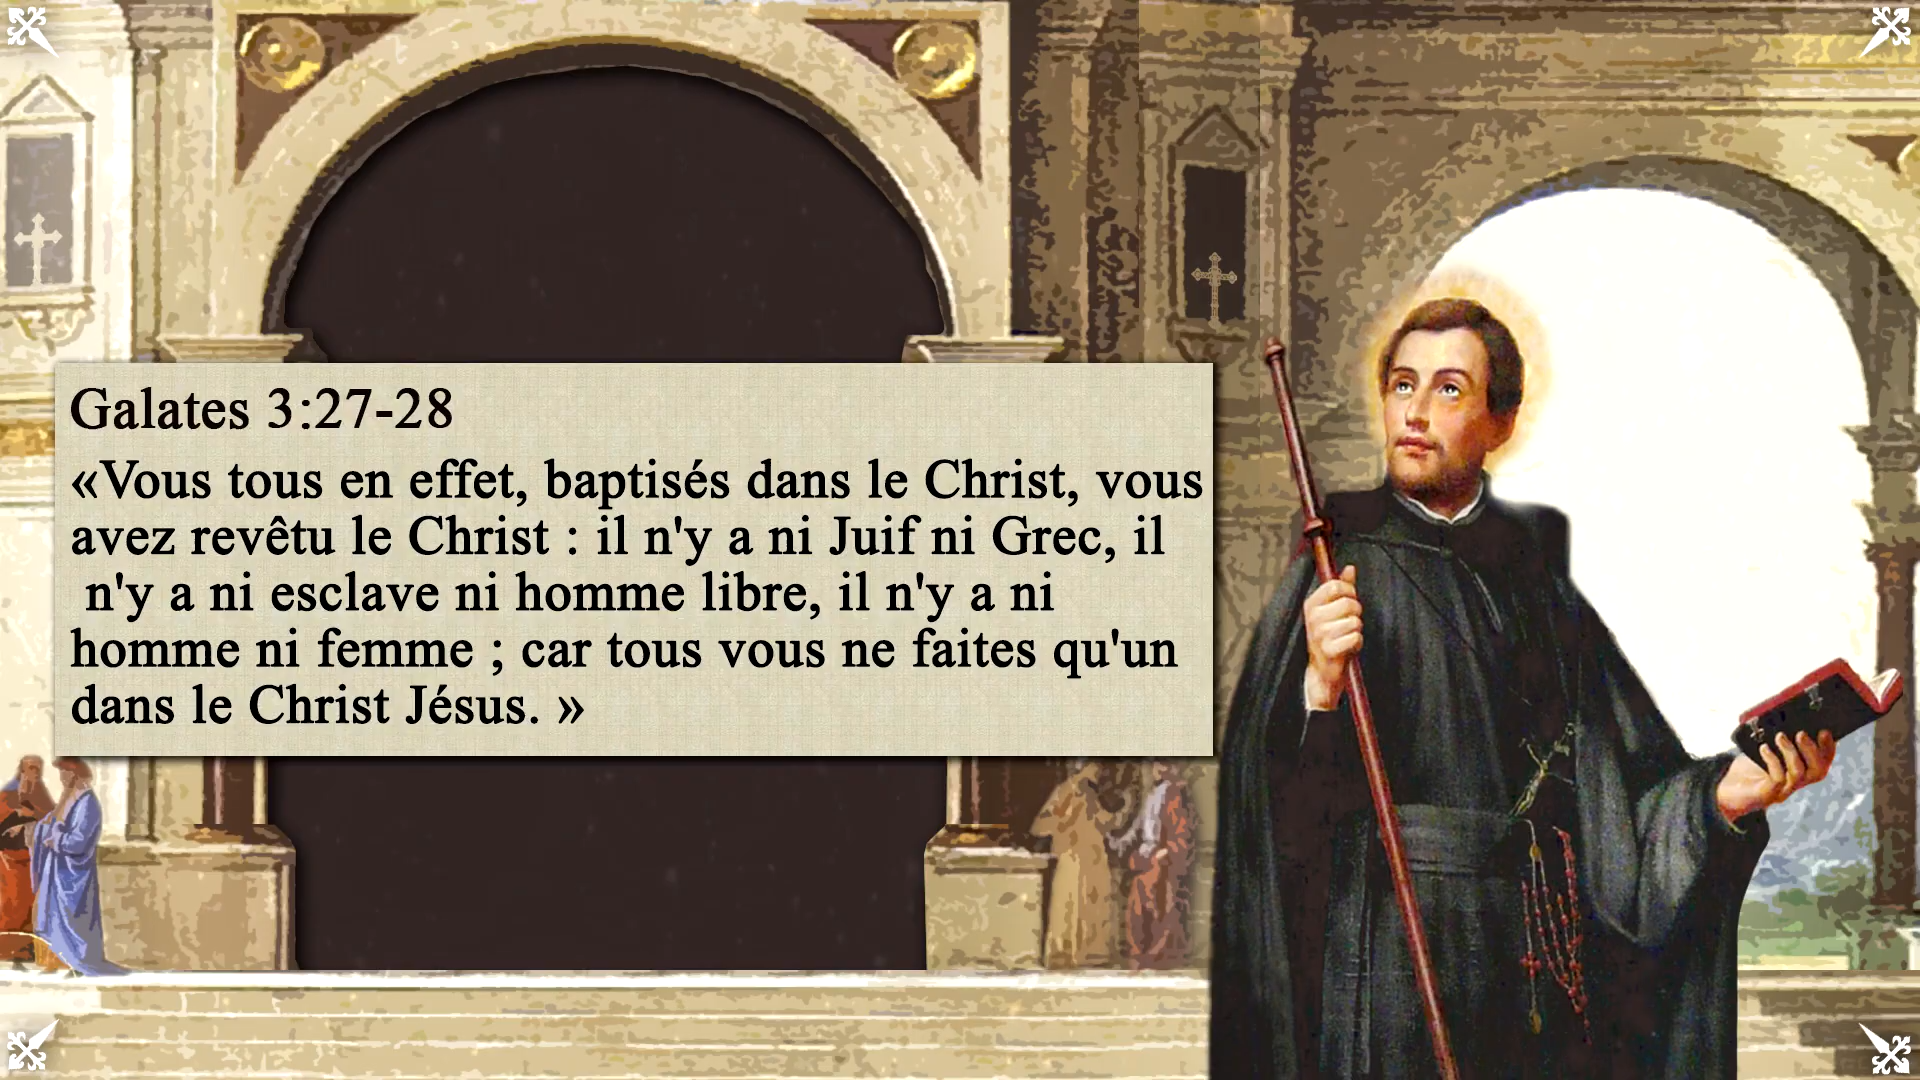 Galates 3:27-28
«Vous tous en effet, baptisés dans le Christ, vous
avez revêtu le Christ : il n'y a ni Juif ni Grec, il
n'y a ni esclave ni homme libre, il n'y a ni
homme ni femme ; car tous vous ne faites qu'un
dans le Christ Jésus. »